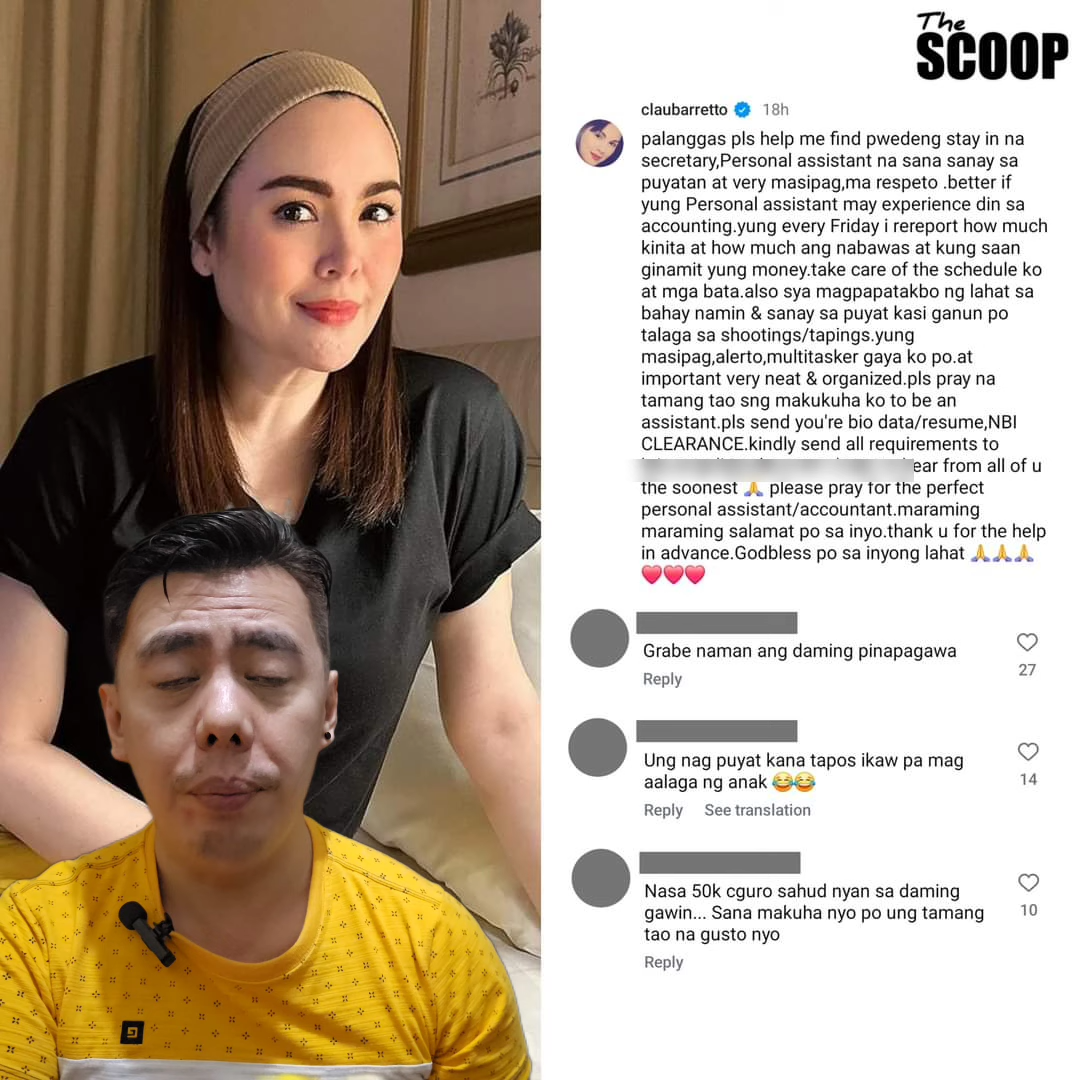 The
SCOOP
claubarretto 18h
palanggas pls help me find pwedeng stay in na
secretary,Personal assistant na sana sanay sa
puyatan at very masipag,ma respeto .better if
yung Personal assistant may experience din sa
accounting.yung every Friday i rereport how much
kinita at how much ang nabawas at kung saan
ginamit yung money.take care of the schedule ko
at mga bata.also sya magpapatakbo ng lahat sa
bahay namin & sanay sa puyat kasi ganun po
talaga sa shootings/tapings.yung
masipag,alerto,multitasker gaya ko po.at
important very neat & organized.pls pray na
tamang tao sng makukuha ko to be an
assistant.pls send you're bio data/resume,NBI
CLEARANCE.kindly send all requirements to
ear from all of u
the soonest 🙏 please pray for the perfect
personal assistant/accountant.maraming
maraming salamat po sa inyo.thank u for the help
in advance.Godbless po sa inyong lahat 🙏🙏🙏
❤️❤️❤️
Grabe naman ang daming pinapagawa
27
Reply
Ung nag puyat kana tapos ikaw pa mag
aalaga ng anak 😂😂
14
Reply See translation
Nasa 50k cguro sahud nyan sa daming
gawin... Sana makuha nyo po ung tamang
tao na gusto nyo
10
Reply